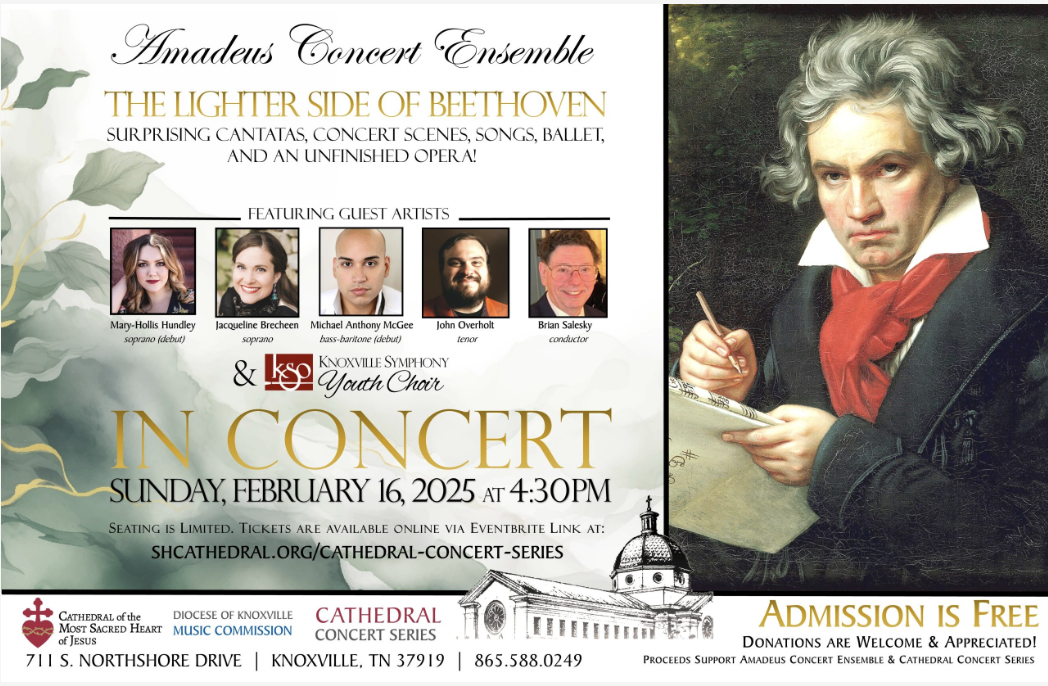 Amadeus Concert Ensemble
THE LIGHTER SIDE OF BEETHOVEN
SURPRISING CANTATAS, CONCERT SCENES, SONGS, BALLET,
AND AN UNFINISHED OPERA!
FEATURING GUEST ARTISTS
Mary-Hollis Hundley
soprano (debut)
Jacqueline Brecheen
soprano
Michael Anthony McGee
bass-baritone (debut)
John Overholt
tenor
Brian Salesky
conductor
& kso KNOXVILLE SYMPHONY
Youth Choir
IN CONCERT
SUNDAY, FEBRUARY 16, 2025 AT 4:30PM
SEATING IS LIMITED. TICKETS ARE AVAILABLE ONLINE VIA EVENTBRITE LINK AT:
SHCATHEDRAL.ORG/CATHEDRAL-CONCERT-SERIES
CATHEDRAL of the
MOST SACRED HEART
of JESUS
DIOCESE OF KNOXVILLE
MUSIC COMMISSION
CATHEDRAL
CONCERT SERIES
711 S. NORTHSHORE DRIVE | KNOXVILLE, TN 37919 | 865.588.0249
ADMISSION IS FREE
DONATIONS ARE WELCOME & APPRECIATED!
PROCEEDS SUPPORT AMADEUS CONCERT ENSEMBLE & CATHEDRAL CONCERT SERIES